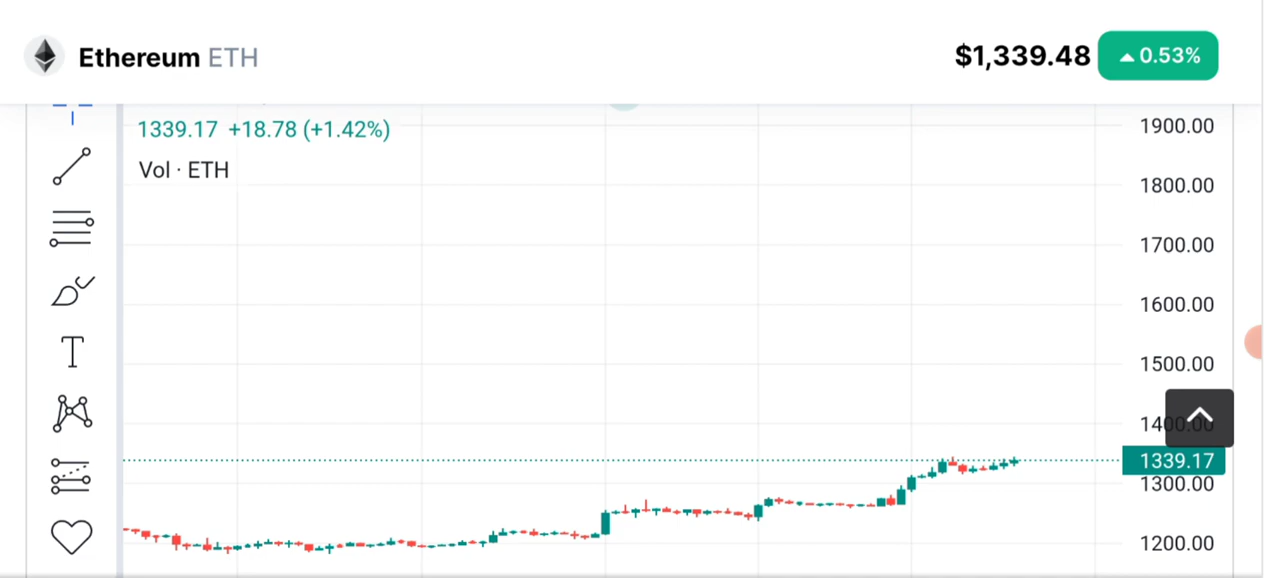 Ethereum ETH
$1,339.48 0.53%
1339.17 +18.78 (+1.42%)
Vol · ETH
1900.00
1800.00
1700.00
1600.00
1500.00
1400.00
1339.17
1300.00
1200.00
T